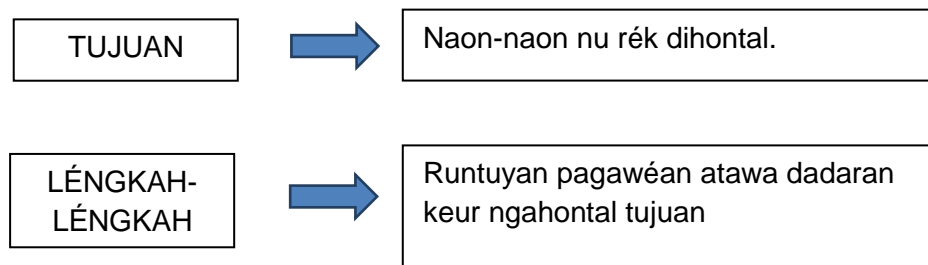 TUJUAN
Naon-naon nu rék dihontal.
LÉNGKAH-
LÉNGKAH
Runtuyan pagawéan atawa dadaran
keur ngahontal tujuan